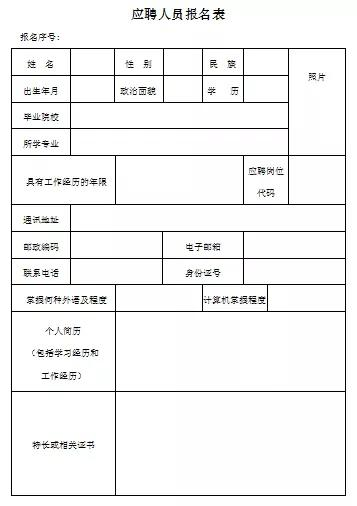 应聘人员报名表
报名序号：
姓 名 性 别 民 族 照片
出生年月 政治面貌 学 历
毕业院校
所学专业
具有工作经历的年限 应聘岗位
代码
通讯地址
邮政编码 电子邮箱
联系电话 身份证号
掌握何种外语及程度 计算机掌握程度
个人简历
（包括学习经历和
工作经历）
特长或相关证书